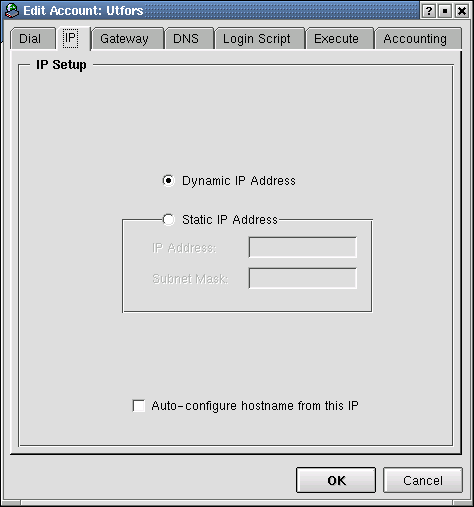 Edit Account: Utfors
Dial IP Gateway DNS Login Script Execute Accounting
IP Setup
Dynamic IP Address
Static IP Address
IP Address:
Subnet Mask:
Auto-configure hostname from this IP
OK Cancel